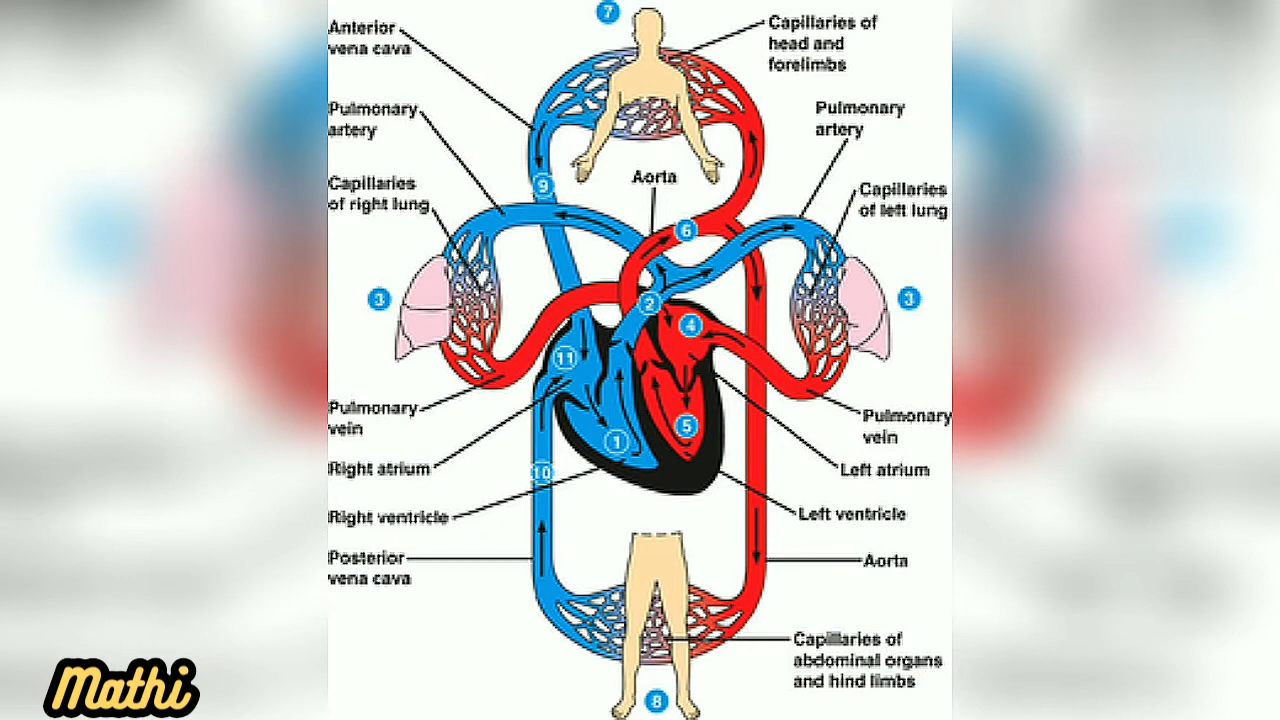 7
Anterior
vena cava
Capillaries of
head and
forelimbs
Pulmonary
artery
Pulmonary
artery
Capillaries
of right lung
9
Aorta
Capillaries
of left lung
6
3
2
3
4
11
Pulmonary
vein
5
Pulmonary
vein
1
Right atrium
10
Left atrium
Right ventricle
Left ventricle
Posterior
vena cava
Aorta
Capillaries of
abdominal organs
and hind limbs
8
Mathi